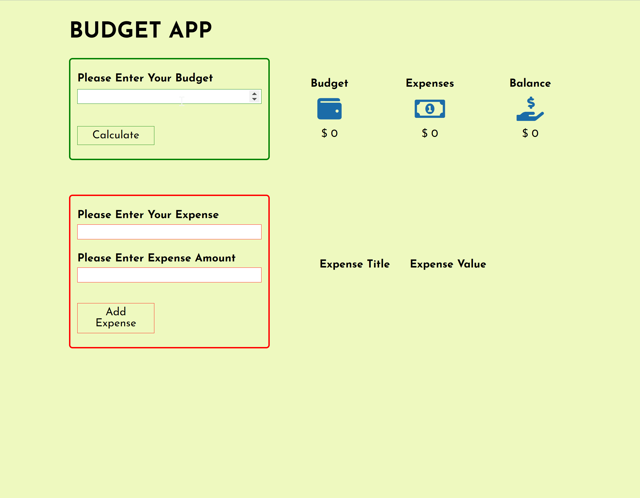 BUDGET APP
Please Enter Your Budget
Calculate
Budget
Expenses
Balance
$ 0
$ 0
$ 0
Please Enter Your Expense
Please Enter Expense Amount
Add
Expense
Expense Title
Expense Value